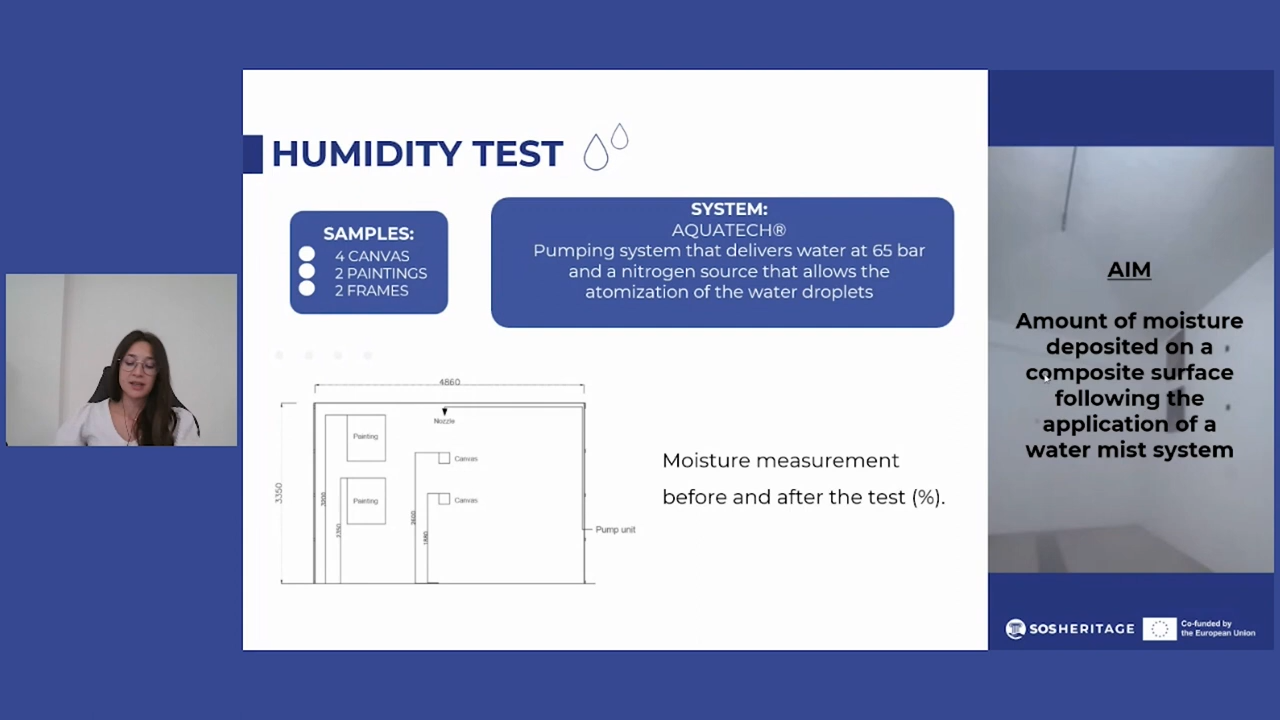 HUMIDITY TEST
SAMPLES:
4 CANVAS
2 PAINTINGS
2 FRAMES
SYSTEM:
AQUATECH®
Pumping system that delivers water at 65 bar
and a nitrogen source that allows the
atomization of the water droplets
4860
Nozzle
Painting
Canvas
3350
Painting
Canvas
2600
1880
Pump unit
Moisture measurement
before and after the test (%).
AIM
Amount of moisture
deposited on a
composite surface
following the
application of a
water mist system
SOSHERITAGE
Co-funded by
the European Union